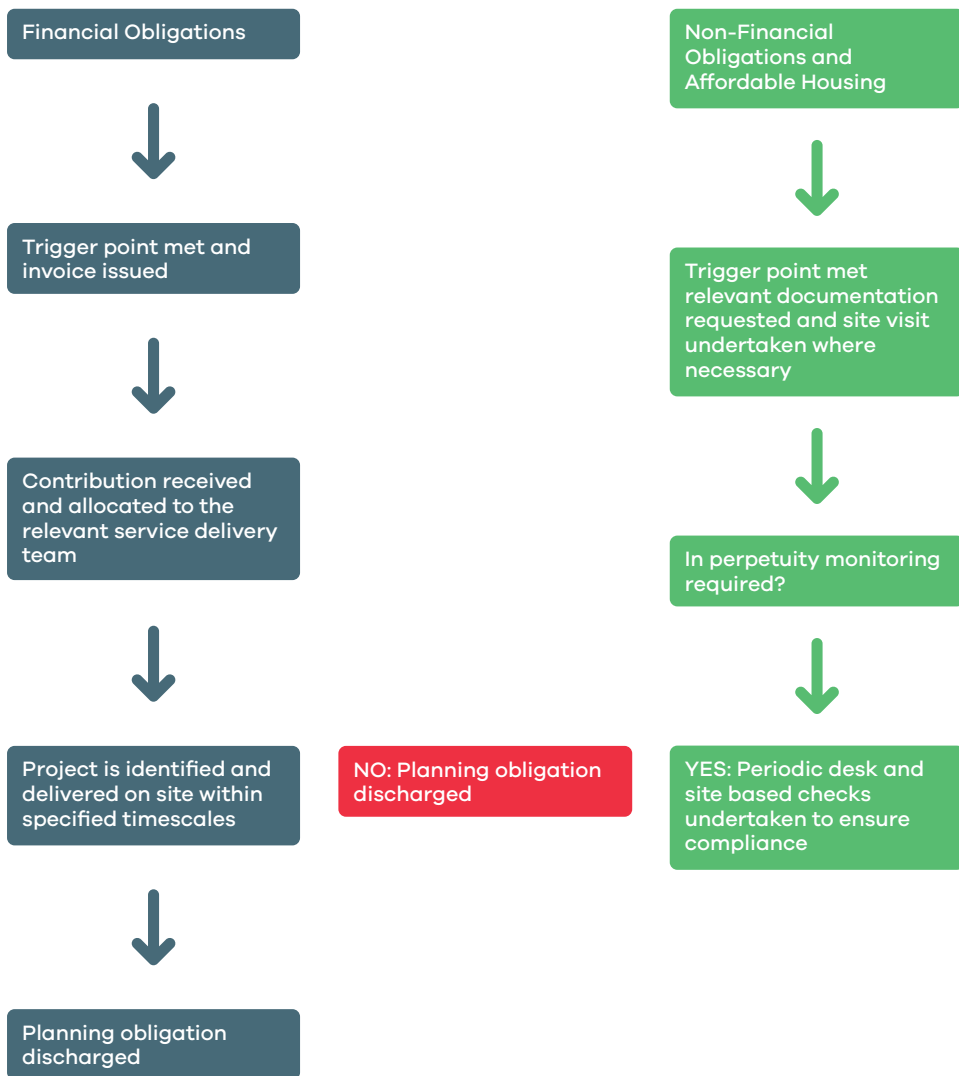 Financial Obligations
Trigger point met and
invoice issued
Contribution received
and allocated to the
relevant service delivery
team
Project is identified and
delivered on site within
specified timescales
Planning obligation
discharged
Non-Financial
Obligations and
Affordable Housing
Trigger point met
relevant documentation
requested and site visit
undertaken where
necessary
In perpetuity monitoring
required?
NO: Planning obligation
discharged
YES: Periodic desk and
site based checks
undertaken to ensure
compliance